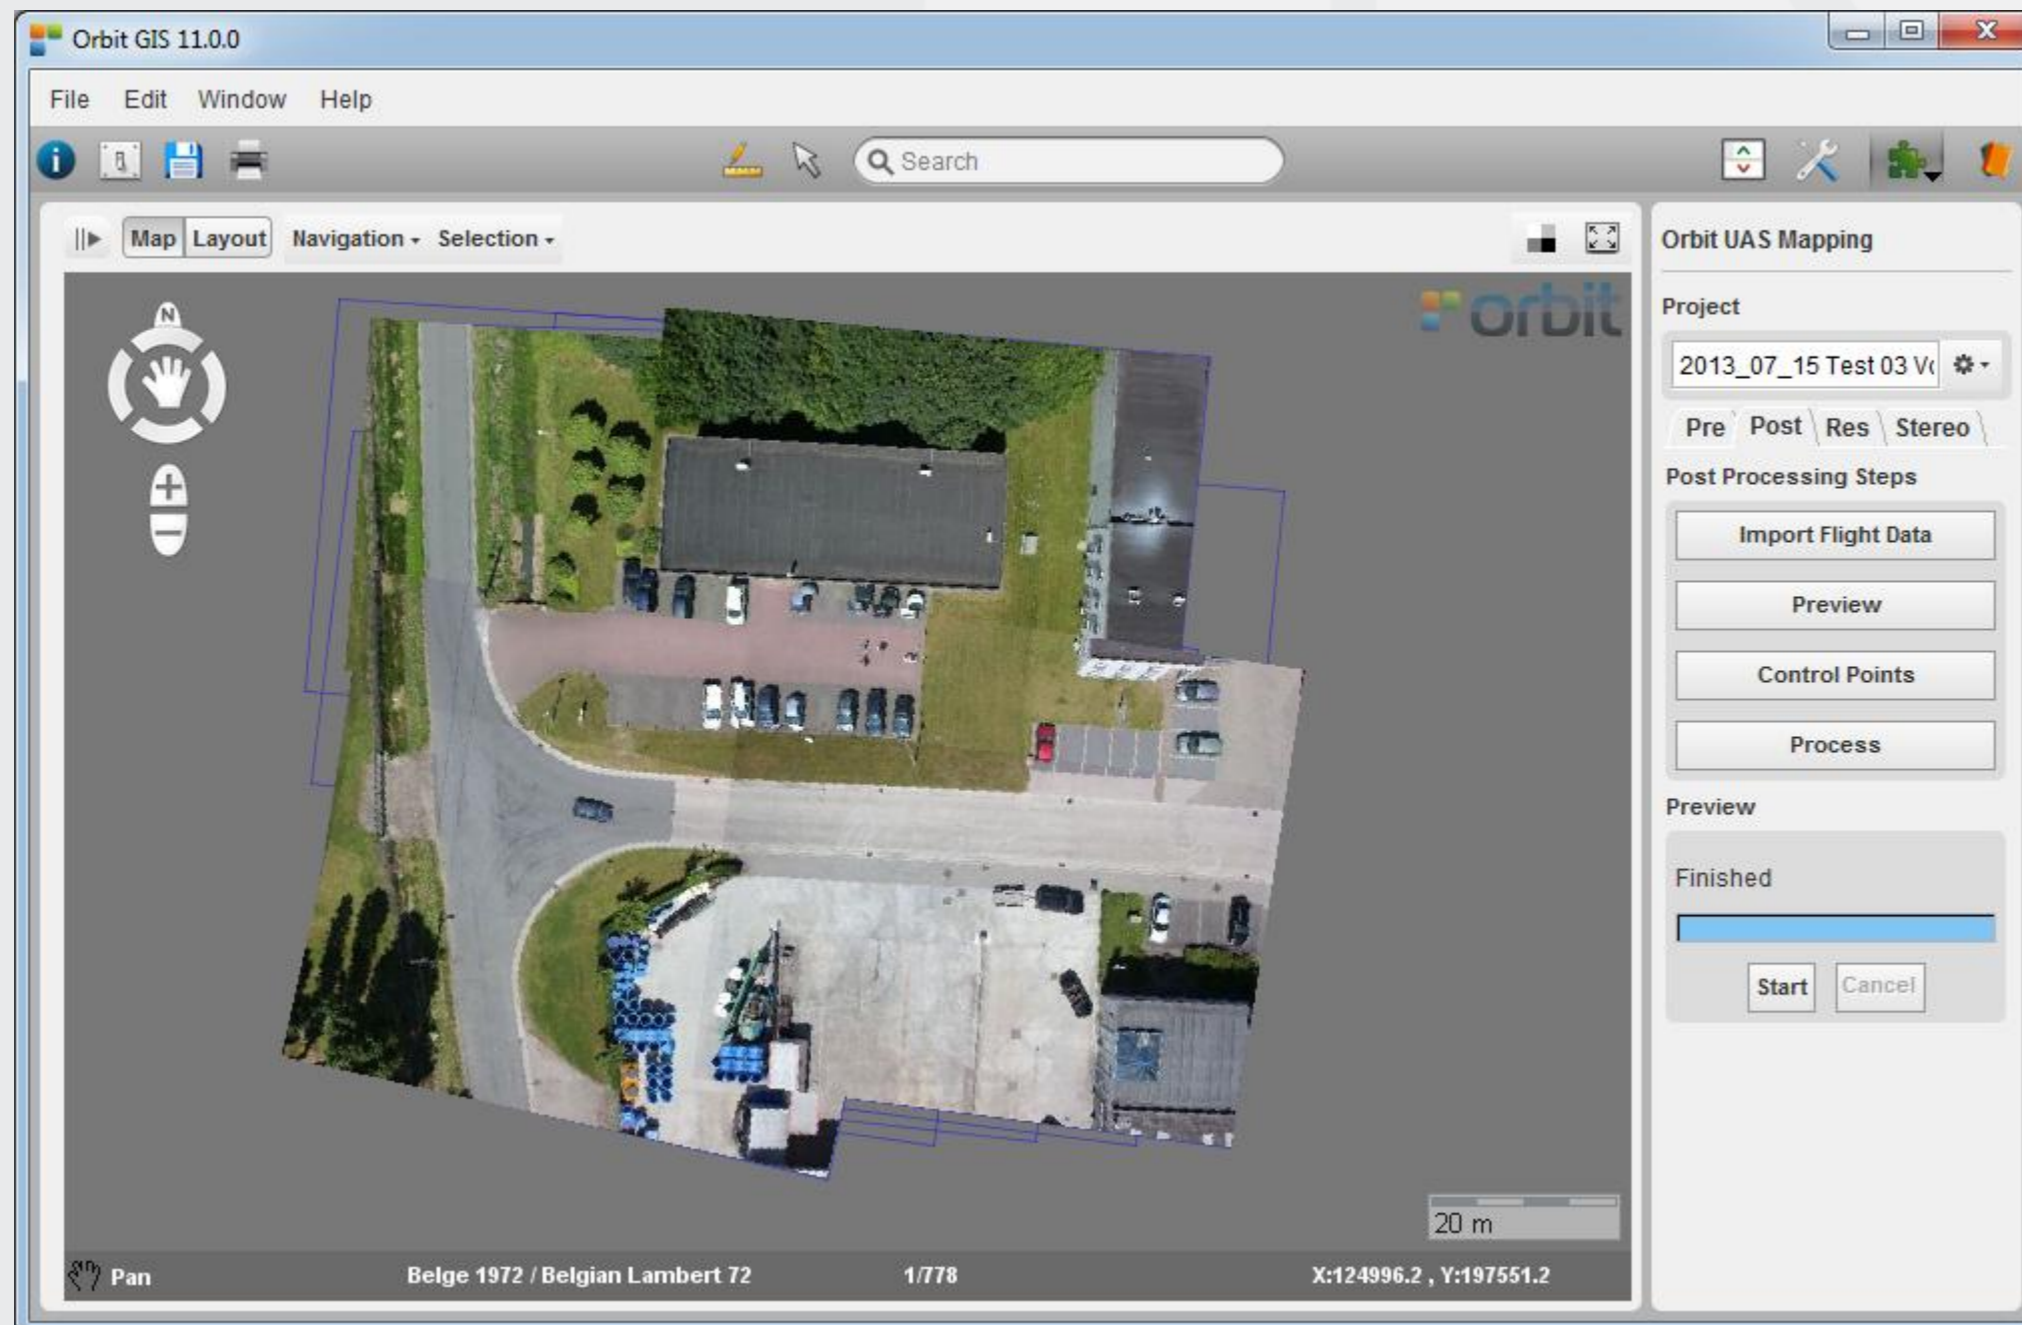 Orbit GIS 11.0.0
File Edit Window Help
Search
Map Layout Navigation Selection
N
orbit
20 m
Pan Belge 1972 / Belgian Lambert 72 1/778 X:124996.2 , Y:197551.2
Orbit UAS Mapping
Project
2013_07_15 Test 03
Pre Post Res Stereo
Post Processing Steps
Import Flight Data
Preview
Control Points
Process
Preview
Finished
Start Cancel